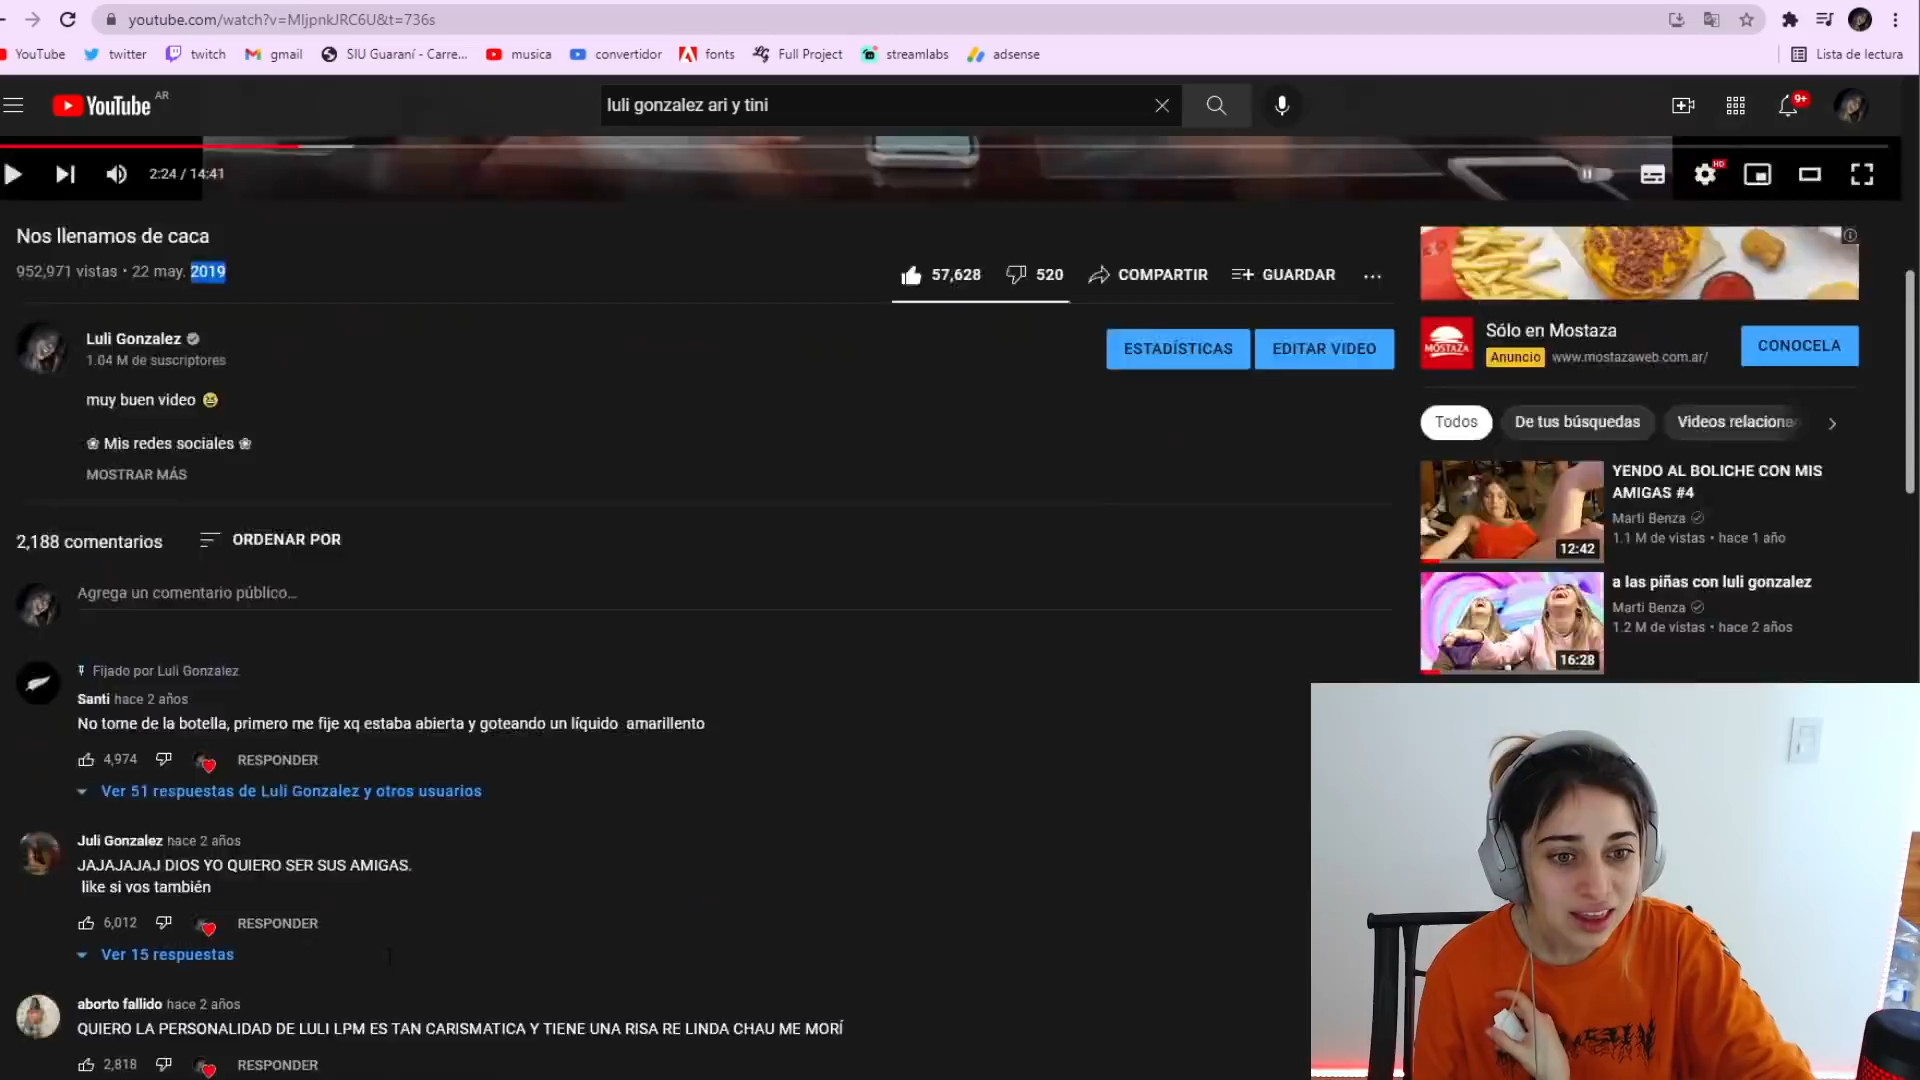 youtube.com/watch?v=MIjpnkJRC6U&t=736s
YouTube twitter twitch gmail SIU Guaraní - Carre... musica convertidor fonts Full Project streamlabs adsense Lista de lectura
YouTube AR
luli gonzalez ari y tini
9+
2:24 / 14:41
HD
Nos llenamos de caca
952,971 vistas • 22 may. 2019
57,628 520 COMPARTIR GUARDAR
Luli Gonzalez
1.04 M de suscriptores
ESTADÍSTICAS EDITAR VIDEO
muy buen video
Mis redes sociales
MOSTRAR MÁS
MOSTAZA
Sólo en Mostaza
Anuncio www.mostazaweb.com.ar/
CONOCELA
Todos De tus búsquedas Videos relaciona
YENDO AL BOLICHE CON MIS
AMIGAS #4
Marti Benza
1.1 M de vistas • hace 1 año
12:42
a las piñas con luli gonzalez
Marti Benza
1.2 M de vistas • hace 2 años
16:28
2,188 comentarios ORDENAR POR
Agrega un comentario público...
Fijado por Luli Gonzalez
Santi hace 2 años
No tome de la botella, primero me fije xq estaba abierta y goteando un líquido amarillento
4,974 RESPONDER
Ver 51 respuestas de Luli Gonzalez y otros usuarios
Juli Gonzalez hace 2 años
JAJAJAJAJ DIOS YO QUIERO SER SUS AMIGAS.
like si vos también
6,012 RESPONDER
Ver 15 respuestas
aborto fallido hace 2 años
QUIERO LA PERSONALIDAD DE LULI LPM ES TAN CARISMATICA Y TIENE UNA RISA RE LINDA CHAU ME MORÍ
2,818 RESPONDER